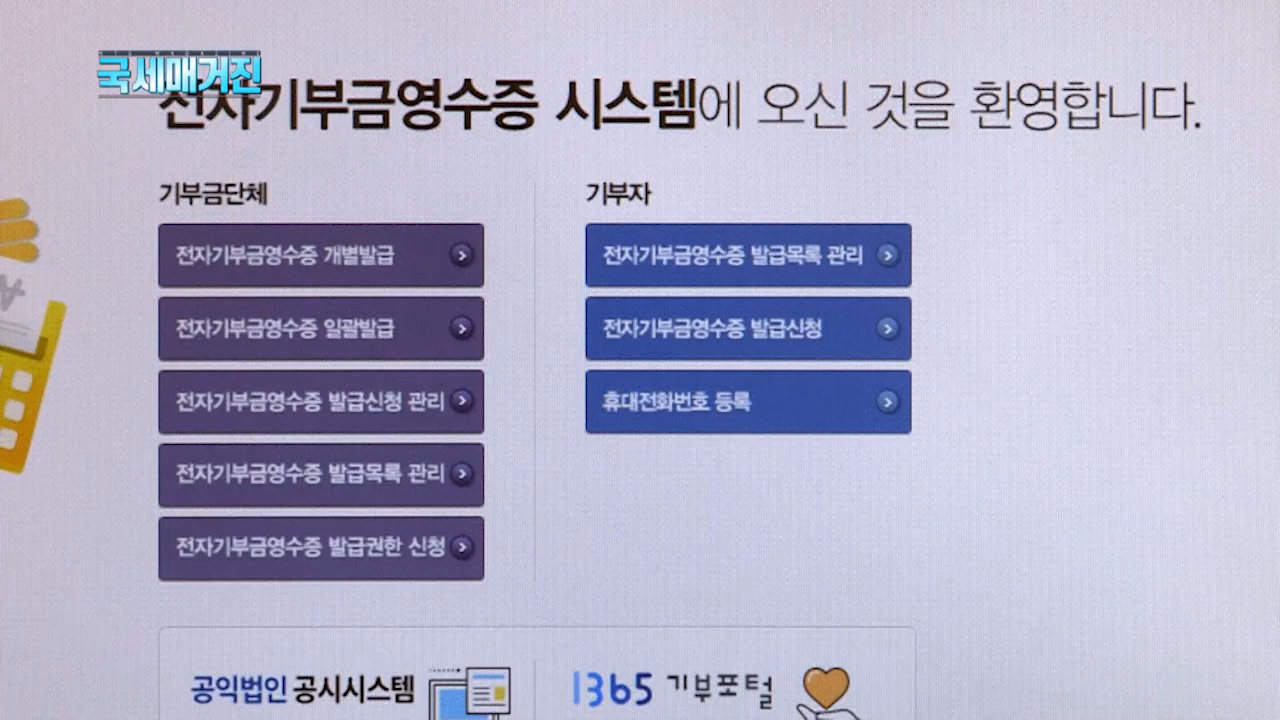 국세매거진
전자기부금영수증 시스템에 오신 것을 환영합니다.
기부금단체
전자기부금영수증 개별발급
전자기부금영수증 일괄발급
전자기부금영수증 발급신청 관리
전자기부금영수증 발급목록 관리
전자기부금영수증 발급권한 신청
기부자
전자기부금영수증 발급목록 관리
전자기부금영수증 발급신청
휴대전화번호 등록
공익법인 공시시스템
1365 기부포털